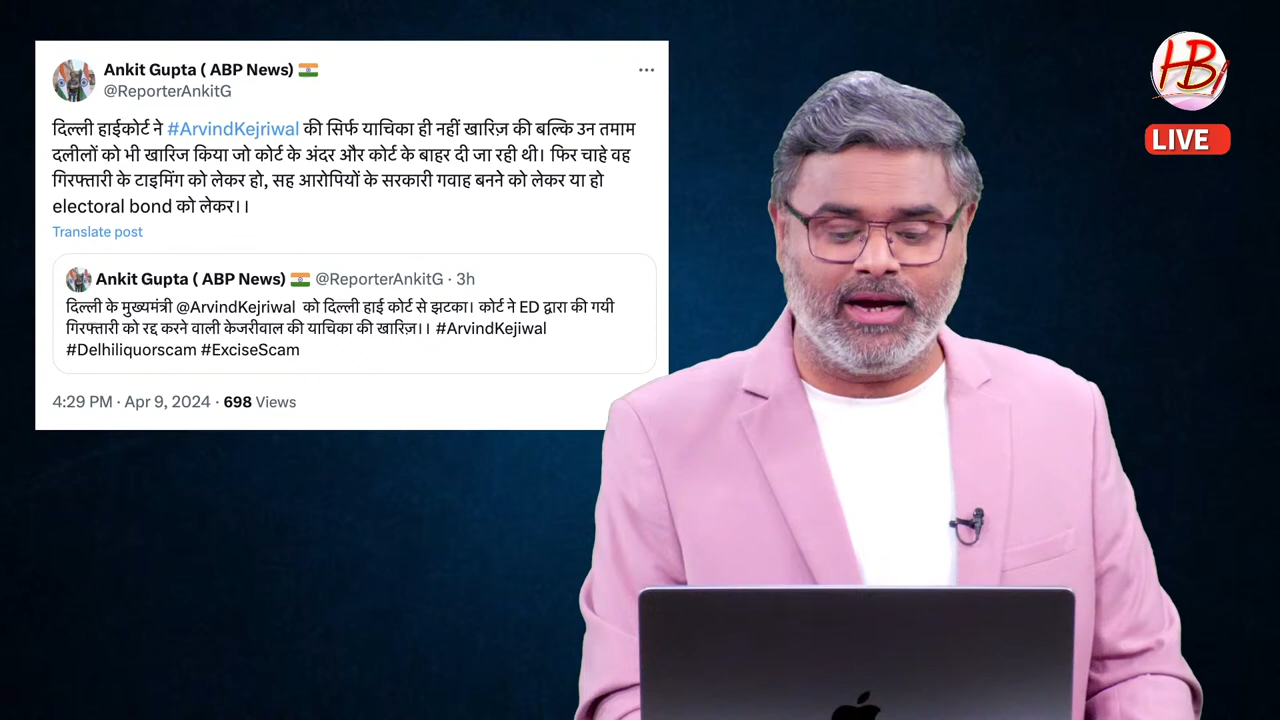 Ankit Gupta ( ABP News) 🇮🇳
@ReporterAnkitG
दिल्ली हाईकोर्ट ने #ArvindKejriwal की सिर्फ याचिका ही नहीं खारिज़ की बल्कि उन तमाम
दलीलों को भी खारिज किया जो कोर्ट के अंदर और कोर्ट के बाहर दी जा रही थी। फिर चाहे वह
गिरफ्तारी के टाइमिंग को लेकर हो, सह आरोपियों के सरकारी गवाह बनने को लेकर या हो
electoral bond को लेकर।।
Translate post
Ankit Gupta ( ABP News) 🇮🇳 @ReporterAnkitG · 3h
दिल्ली के मुख्यमंत्री @ArvindKejriwal को दिल्ली हाई कोर्ट से झटका। कोर्ट ने ED द्वारा की गयी
गिरफ्तारी को रद्द करने वाली केजरीवाल की याचिका की खारिज़।। #ArvindKejiwal
#Delhiliquorscam #ExciseScam
4:29 PM · Apr 9, 2024 · 698 Views
HBI
LIVE